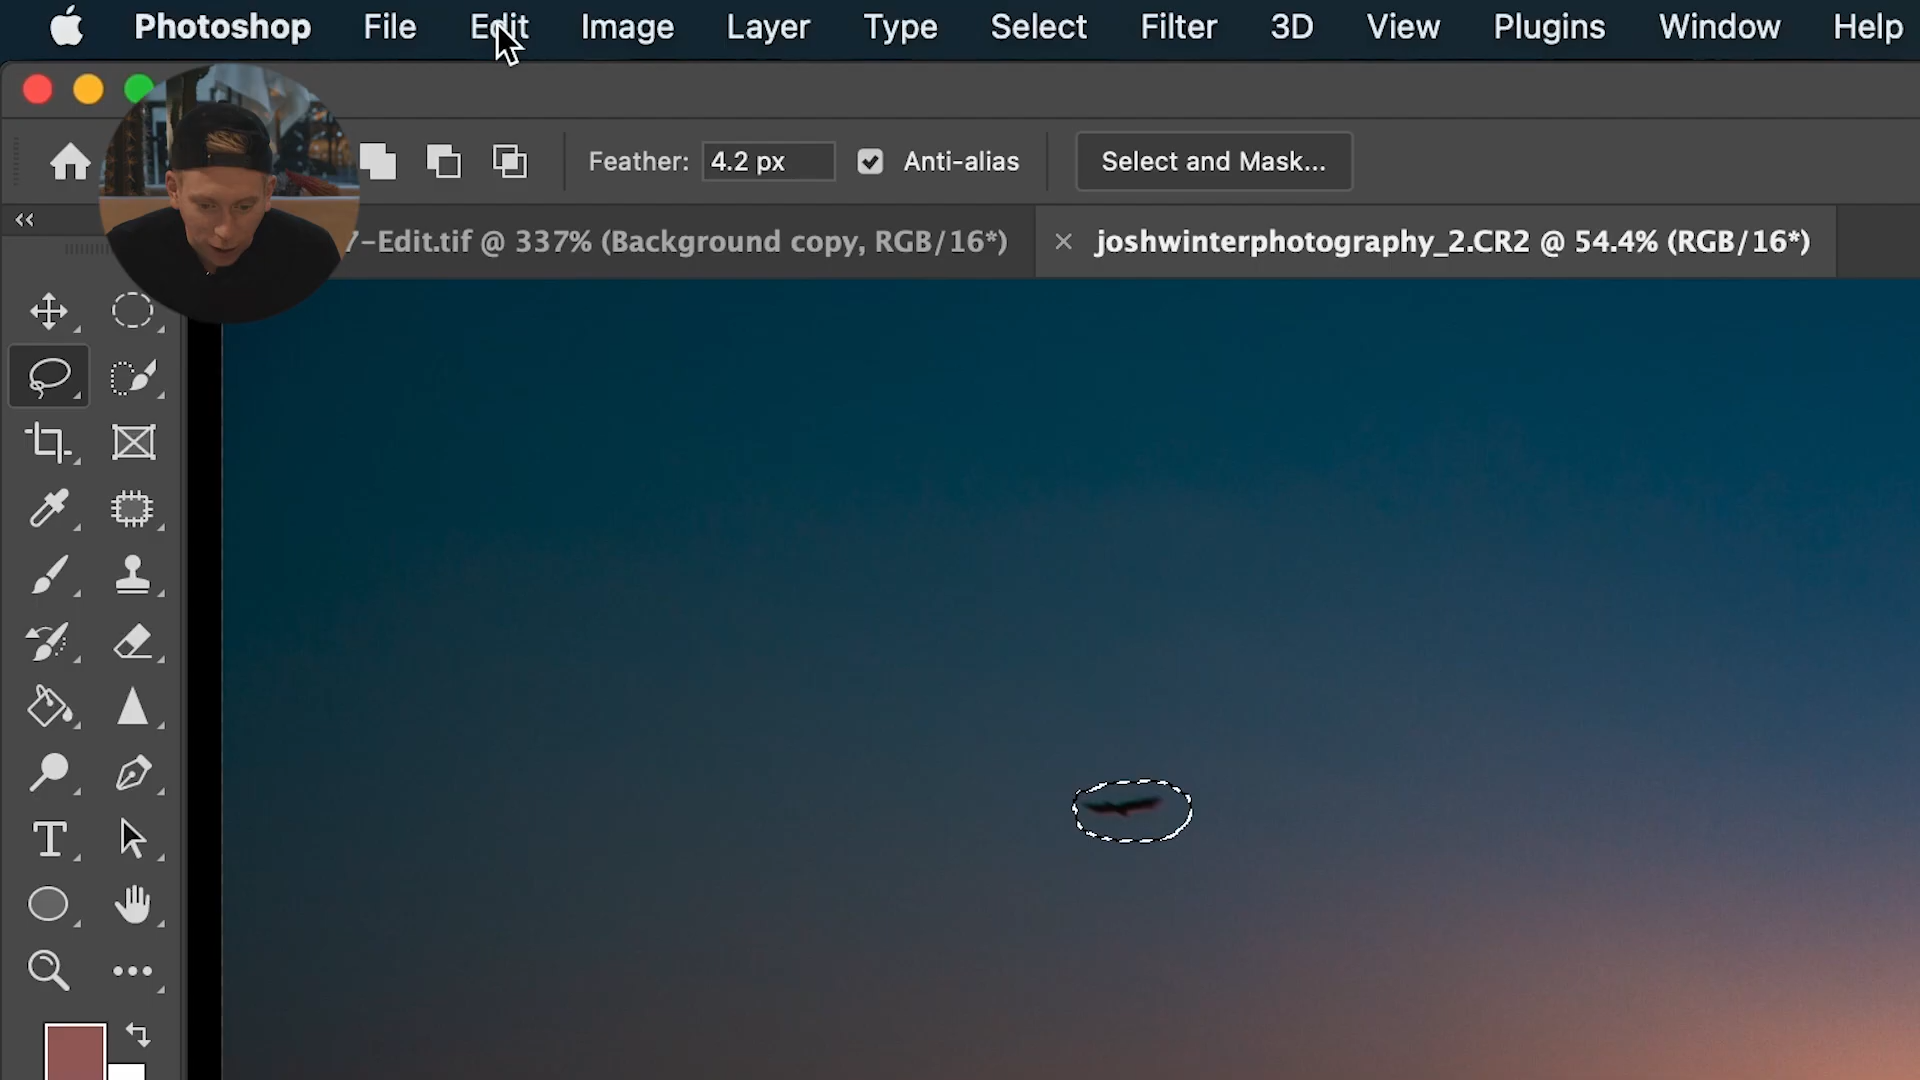 Photoshop File Edit Image Layer Type Select Filter 3D View Plugins Window Help
Feather: 4.2 px Anti-alias Select and Mask...
7-Edit.tif @ 337% (Background copy, RGB/16*) × joshwinterphotography_2.CR2 @ 54.4% (RGB/16*)